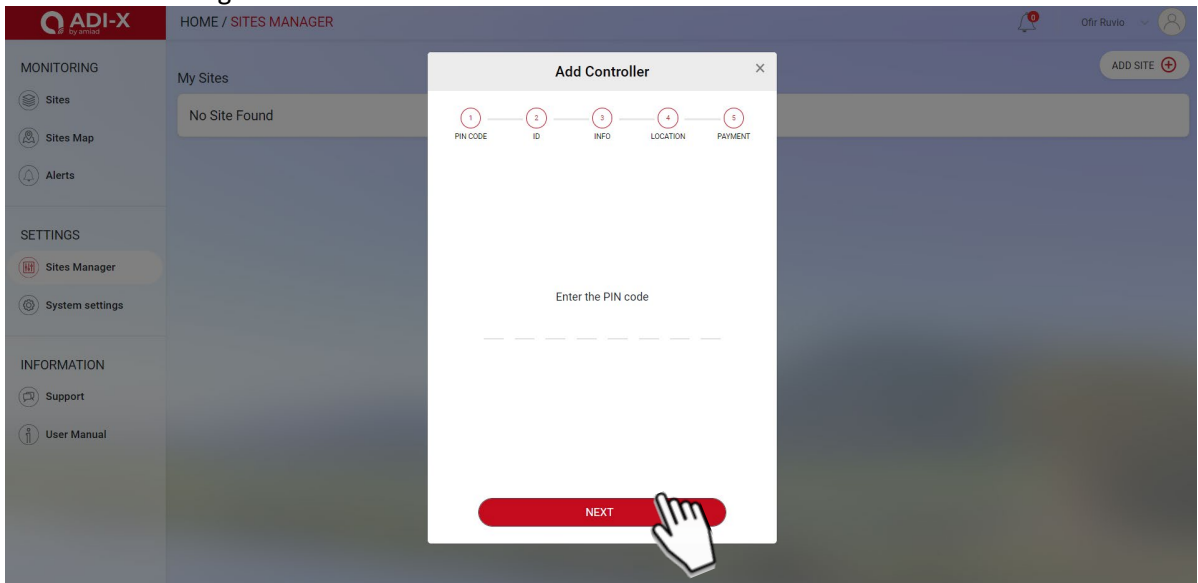 ADI-X
by amiad
HOME / SITES MANAGER
0
Ofir Ruvio
MONITORING
Sites
Sites Map
Alerts
SETTINGS
Sites Manager
System settings
INFORMATION
Support
User Manual
My Sites
ADD SITE
No Site Found
Add Controller
1 2 3 4 5
PIN CODE ID INFO LOCATION PAYMENT
Enter the PIN code
NEXT